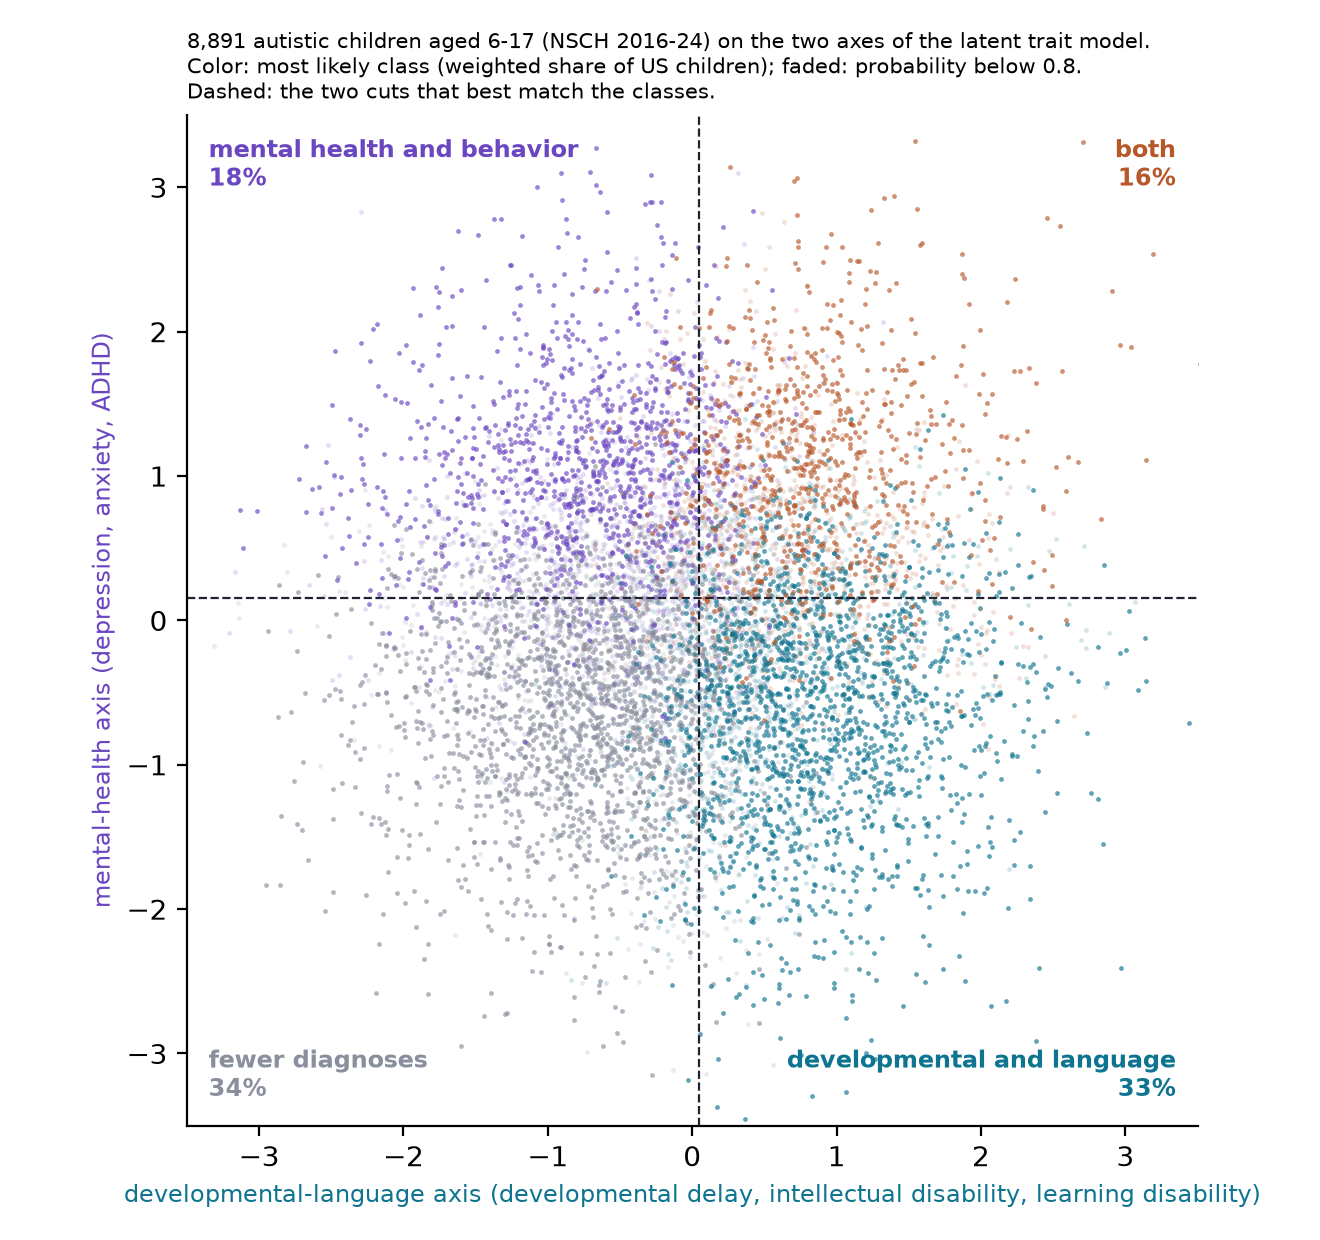 8,891 autistic children aged 6-17 (NSCH 2016-24) on the two axes of the latent trait model.
Color: most likely class (weighted share of US children); faded: probability below 0.8.
Dashed: the two cuts that best match the classes.
mental health and behavior
18%
both
16%
3
2
1
0
−1
−2
−3
mental-health axis (depression, anxiety, ADHD)
fewer diagnoses
34%
developmental and language
33%
−3
−2
−1
0
1
2
3
developmental-language axis (developmental delay, intellectual disability, learning disability)